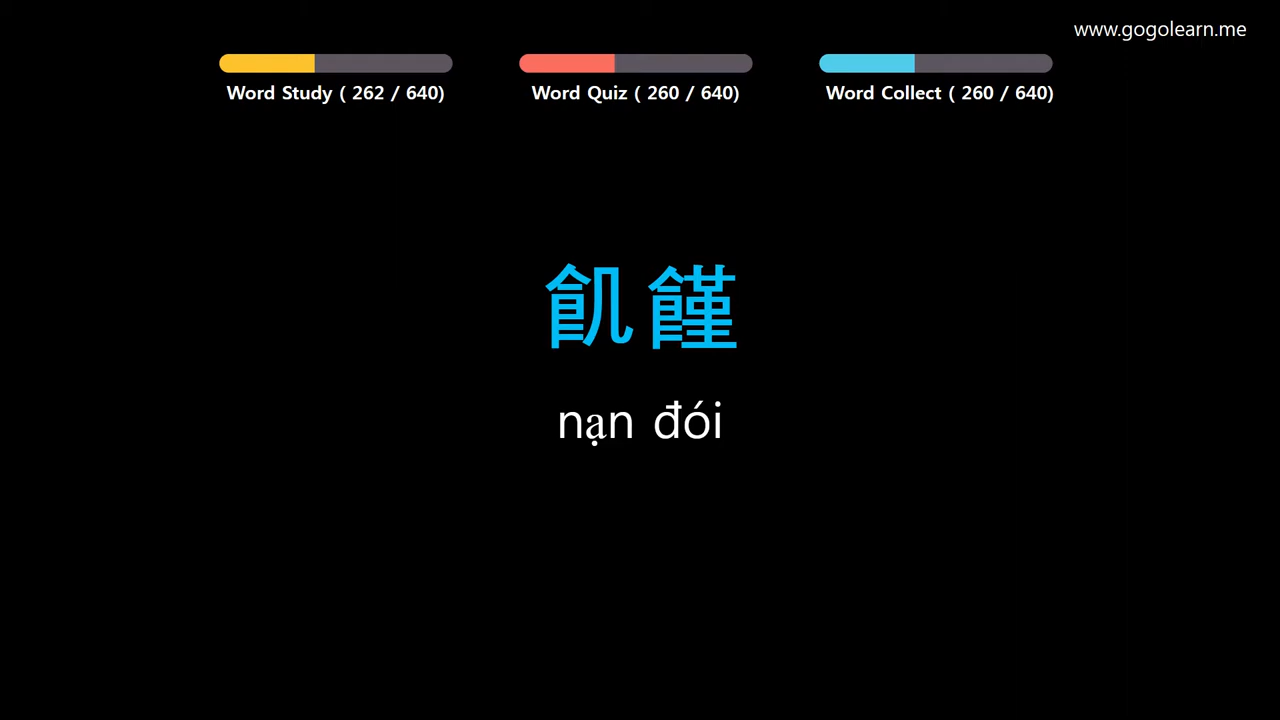 www.gogolearn.me
Word Study ( 262 / 640)
Word Quiz ( 260 / 640)
Word Collect ( 260 / 640)
飢饉
nạn đói